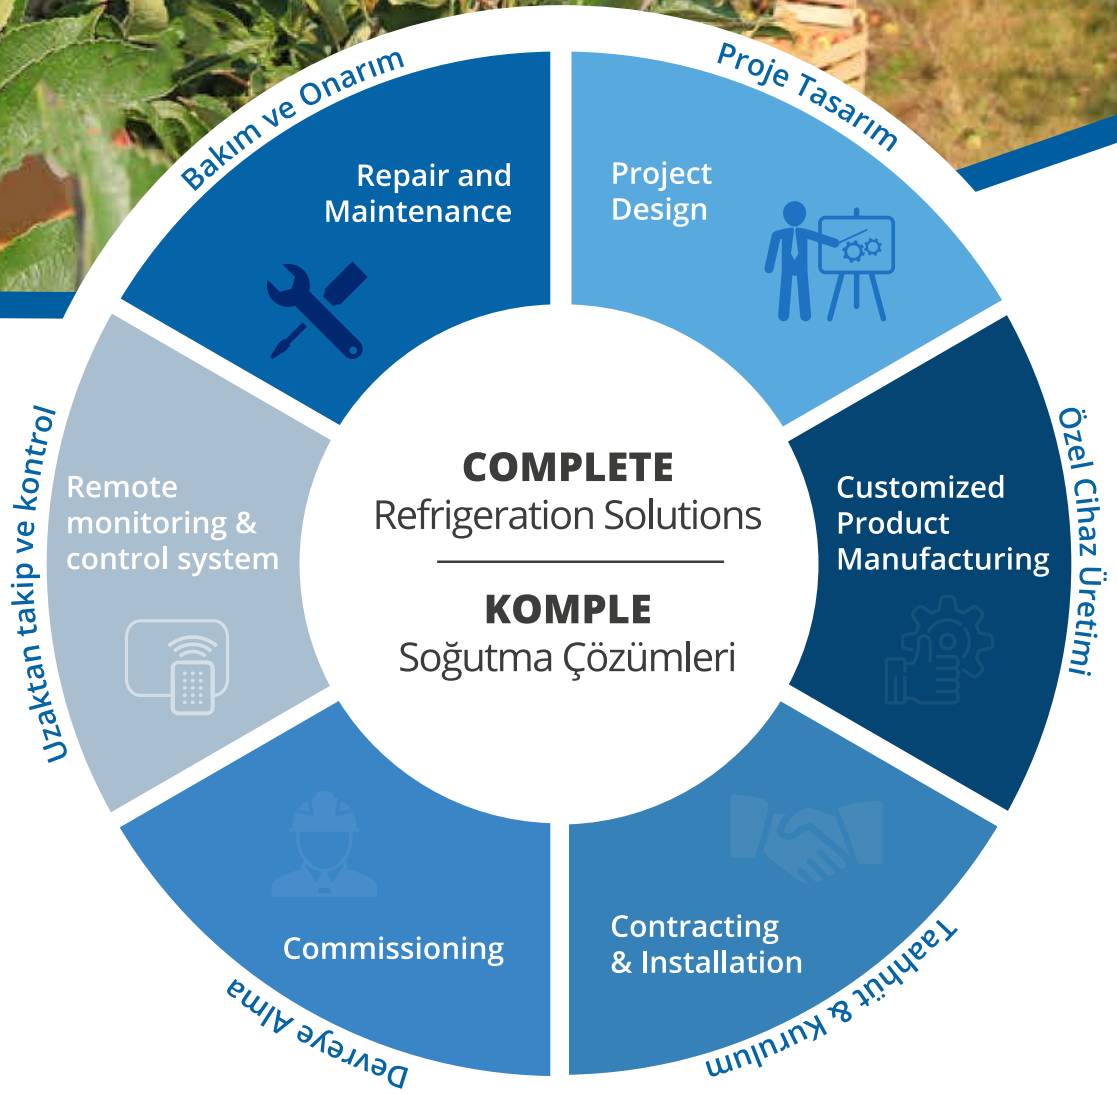 Bakım ve Onarım
Proje Tasarım
Repair and
Maintenance
Project
Design
Özel Cihaz Üretimi
Customized
Product
Manufacturing
Uzaktan takip ve kontrol
Remote
monitoring &
control system
COMPLETE
Refrigeration Solutions
KOMPLE
Soğutma Çözümleri
Contracting
& Installation
Taahhüt & Kurulum
Commissioning
Devreye Alma